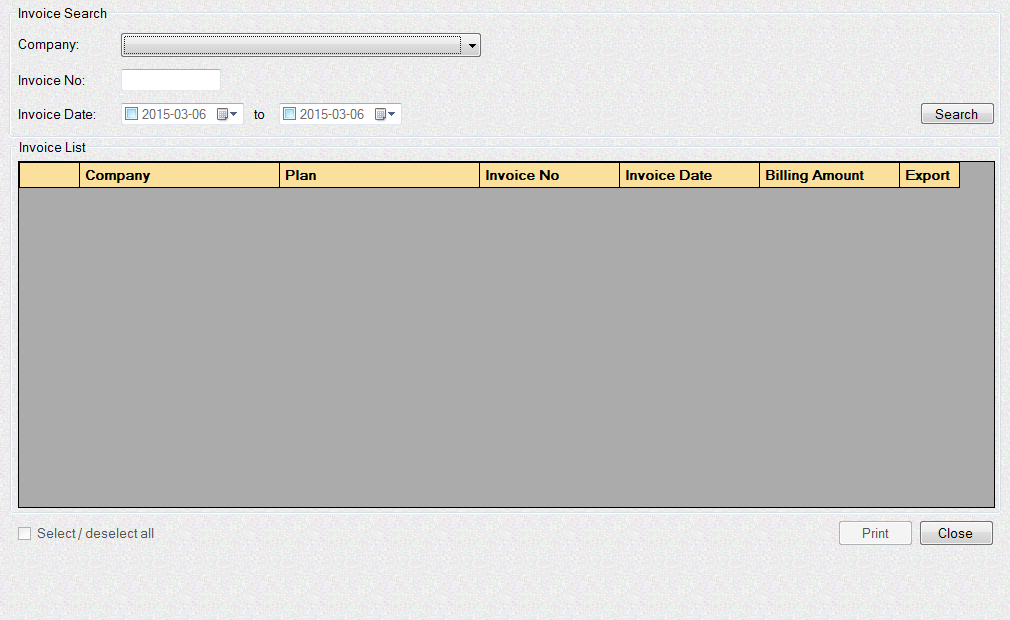 Invoice Search
Company:
Invoice No:
Invoice Date: 2015-03-06 to 2015-03-06 Search
Invoice List
Company Plan Invoice No Invoice Date Billing Amount Export
Select / deselect all Print Close